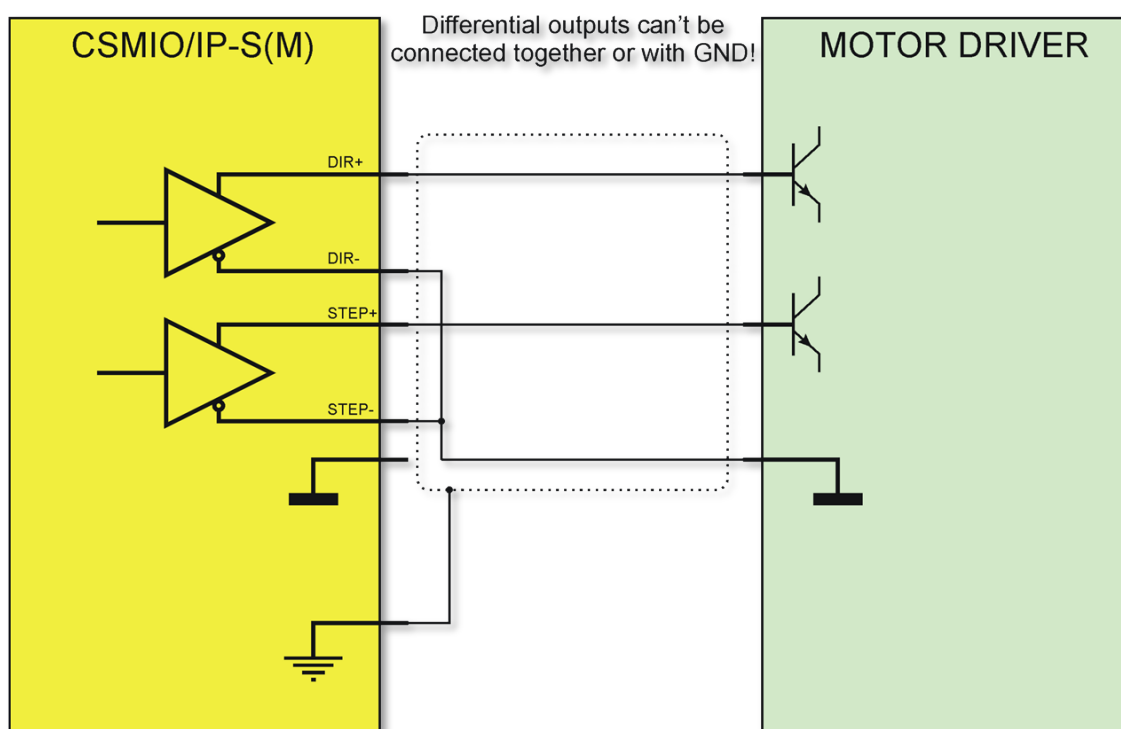 CSMIO/IP-S(M)
Differential outputs can't be
connected together or with GND!
MOTOR DRIVER
DIR+
DIR-
STEP+
STEP-